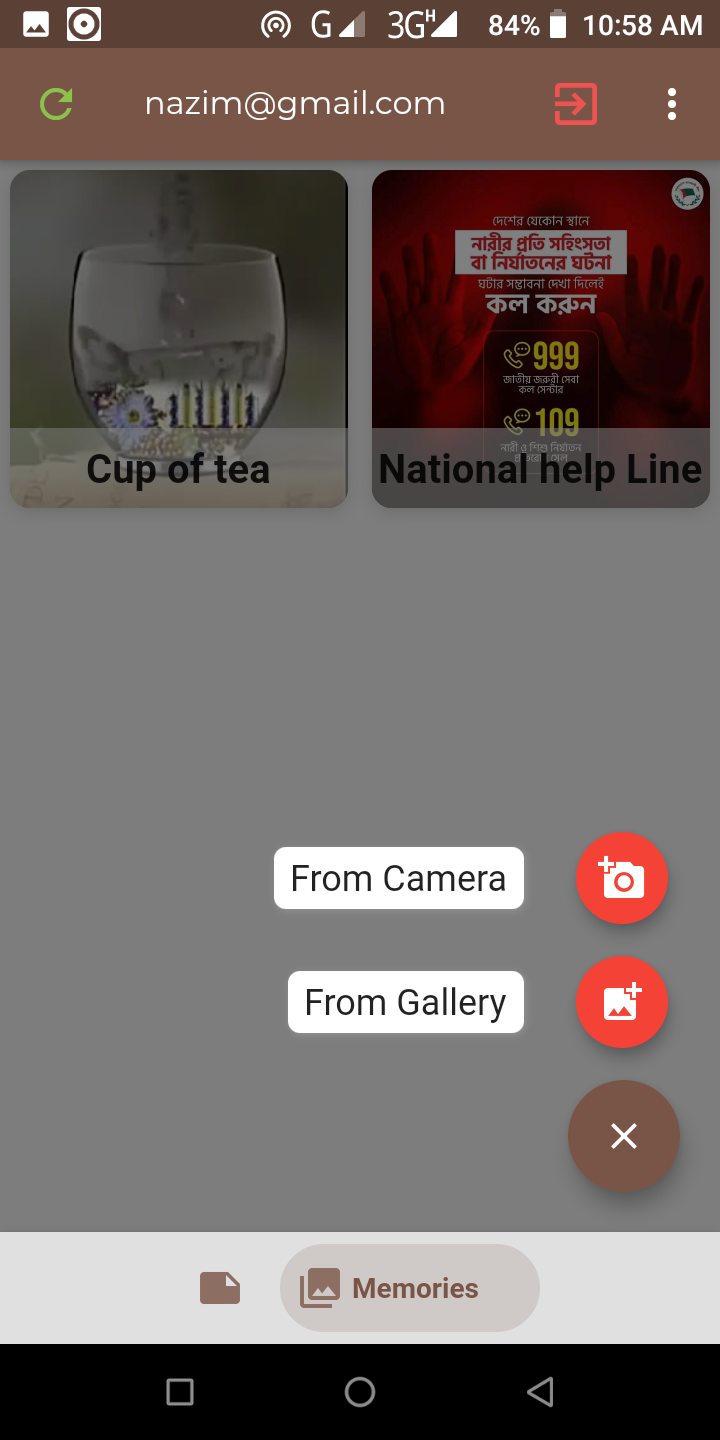 G 3G H 84% 10:58 AM
nazim@gmail.com
দেশের যেকোন স্থানে
নারীর প্রতি সহিংসতা
বা নির্যাতনের ঘটনা
ঘটার সম্ভাবনা দেখা দিলেই
কল করুন
999
জাতীয় জরুরী সেবা
কল সেন্টার
109
নারী ও শিশু নির্যাতন
সেল
Cup of tea
National help Line
From Camera
From Gallery
Memories